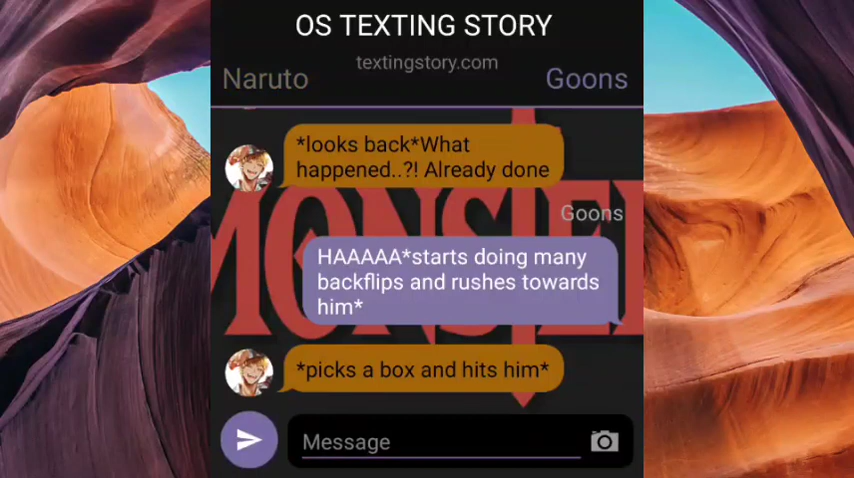 OS TEXTING STORY
textingstory.com
Naruto
Goons
*looks back*What
happened..?! Already done
MONSTER
Goons
HAAAAA*starts doing many
backflips and rushes towards
him*
*picks a box and hits him*
Message